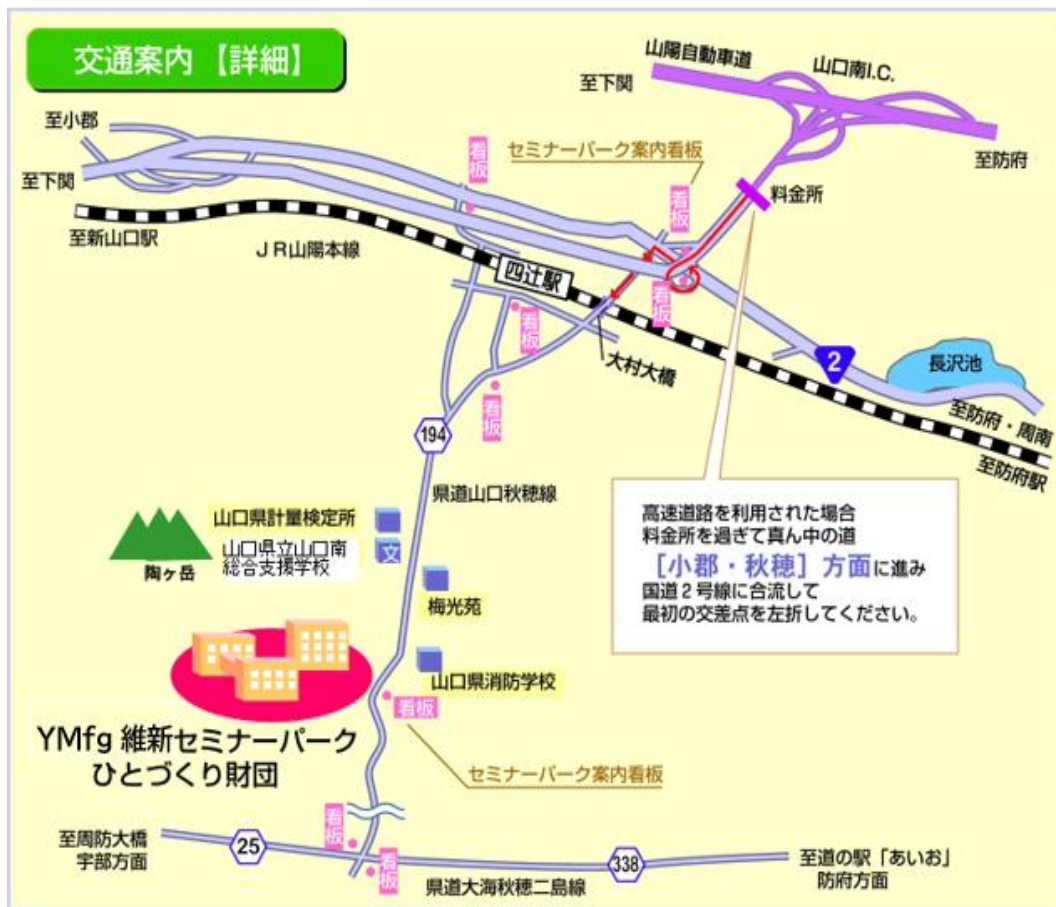 交通案内【詳細】
山陽自動車道
山口南I.C.
至下関
至防府
至小郡
至下関
セミナーパーク案内看板
看板
看板
料金所
至新山口駅
JR山陽本線
四辻駅
看板
看板
大村大橋
2
長沢池
至防府・周南
至防府駅
看板
194
県道山口秋穂線
高速道路を利用された場合
料金所を過ぎて真ん中の道
[小郡・秋穂]方面に進み
国道2号線に合流して
最初の交差点を左折してください。
山口県計量検定所
山口県立山口南
総合支援学校
文
陶ヶ岳
梅光苑
山口県消防学校
看板
YMfg 維新セミナーパーク
ひとづくり財団
セミナーパーク案内看板
看板
至周防大橋
宇部方面
25
看板
338
県道大海秋穂二島線
至道の駅「あいお」
防府方面